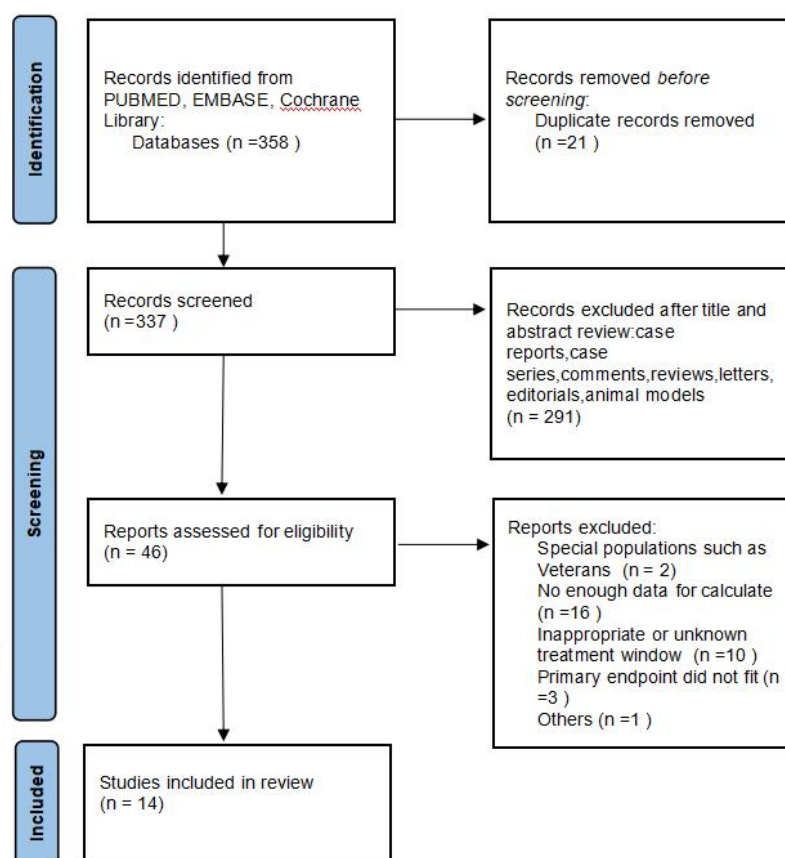 Identification
Records identified from
PUBMED, EMBASE, Cochrane
Library:
Databases (n =358 )
Records removed before
screening:
Duplicate records removed
(n =21 )
Screening
Records screened
(n =337 )
Records excluded after title and
abstract review:case
reports,case
series,comments,reviews,letters,
editorials,animal models
(n = 291)
Reports assessed for eligibility
(n = 46)
Reports excluded:
Special populations such as
Veterans (n = 2)
No enough data for calculate
(n =16 )
Inappropriate or unknown
treatment window (n =10 )
Primary endpoint did not fit (n
=3 )
Others (n =1 )
Included
Studies included in review
(n = 14)